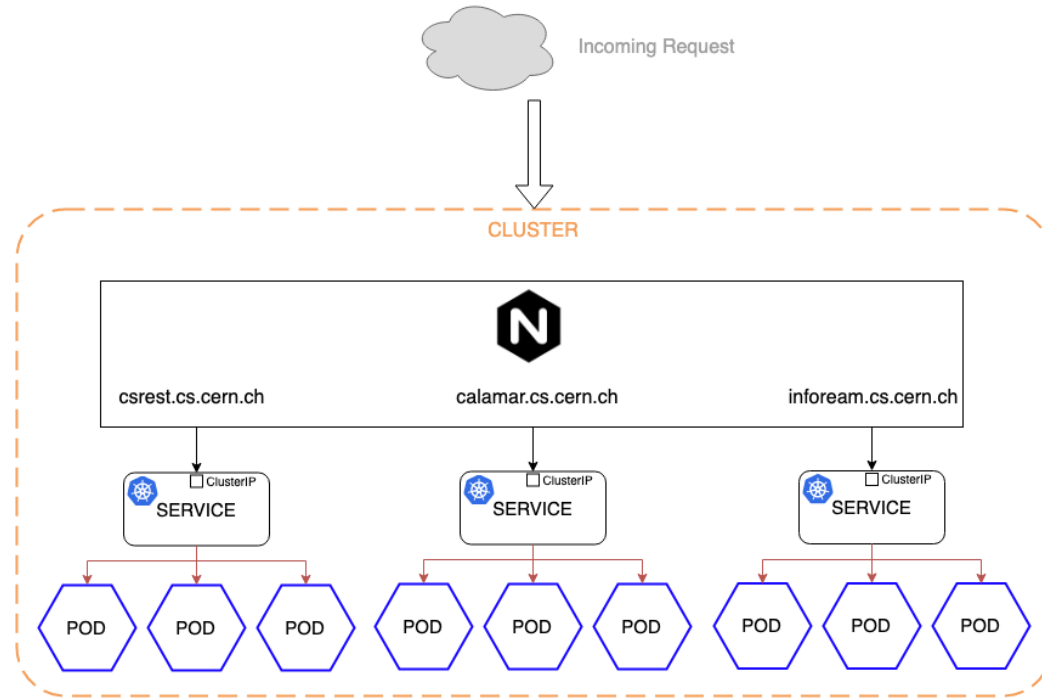 Incoming Request
CLUSTER
N
csrest.cs.cern.ch
calamar.cs.cern.ch
inforeám.cs.cern.ch
ClusterIP
SERVICE
ClusterIP
SERVICE
ClusterIP
SERVICE
POD
POD
POD
POD
POD
POD
POD
POD
POD